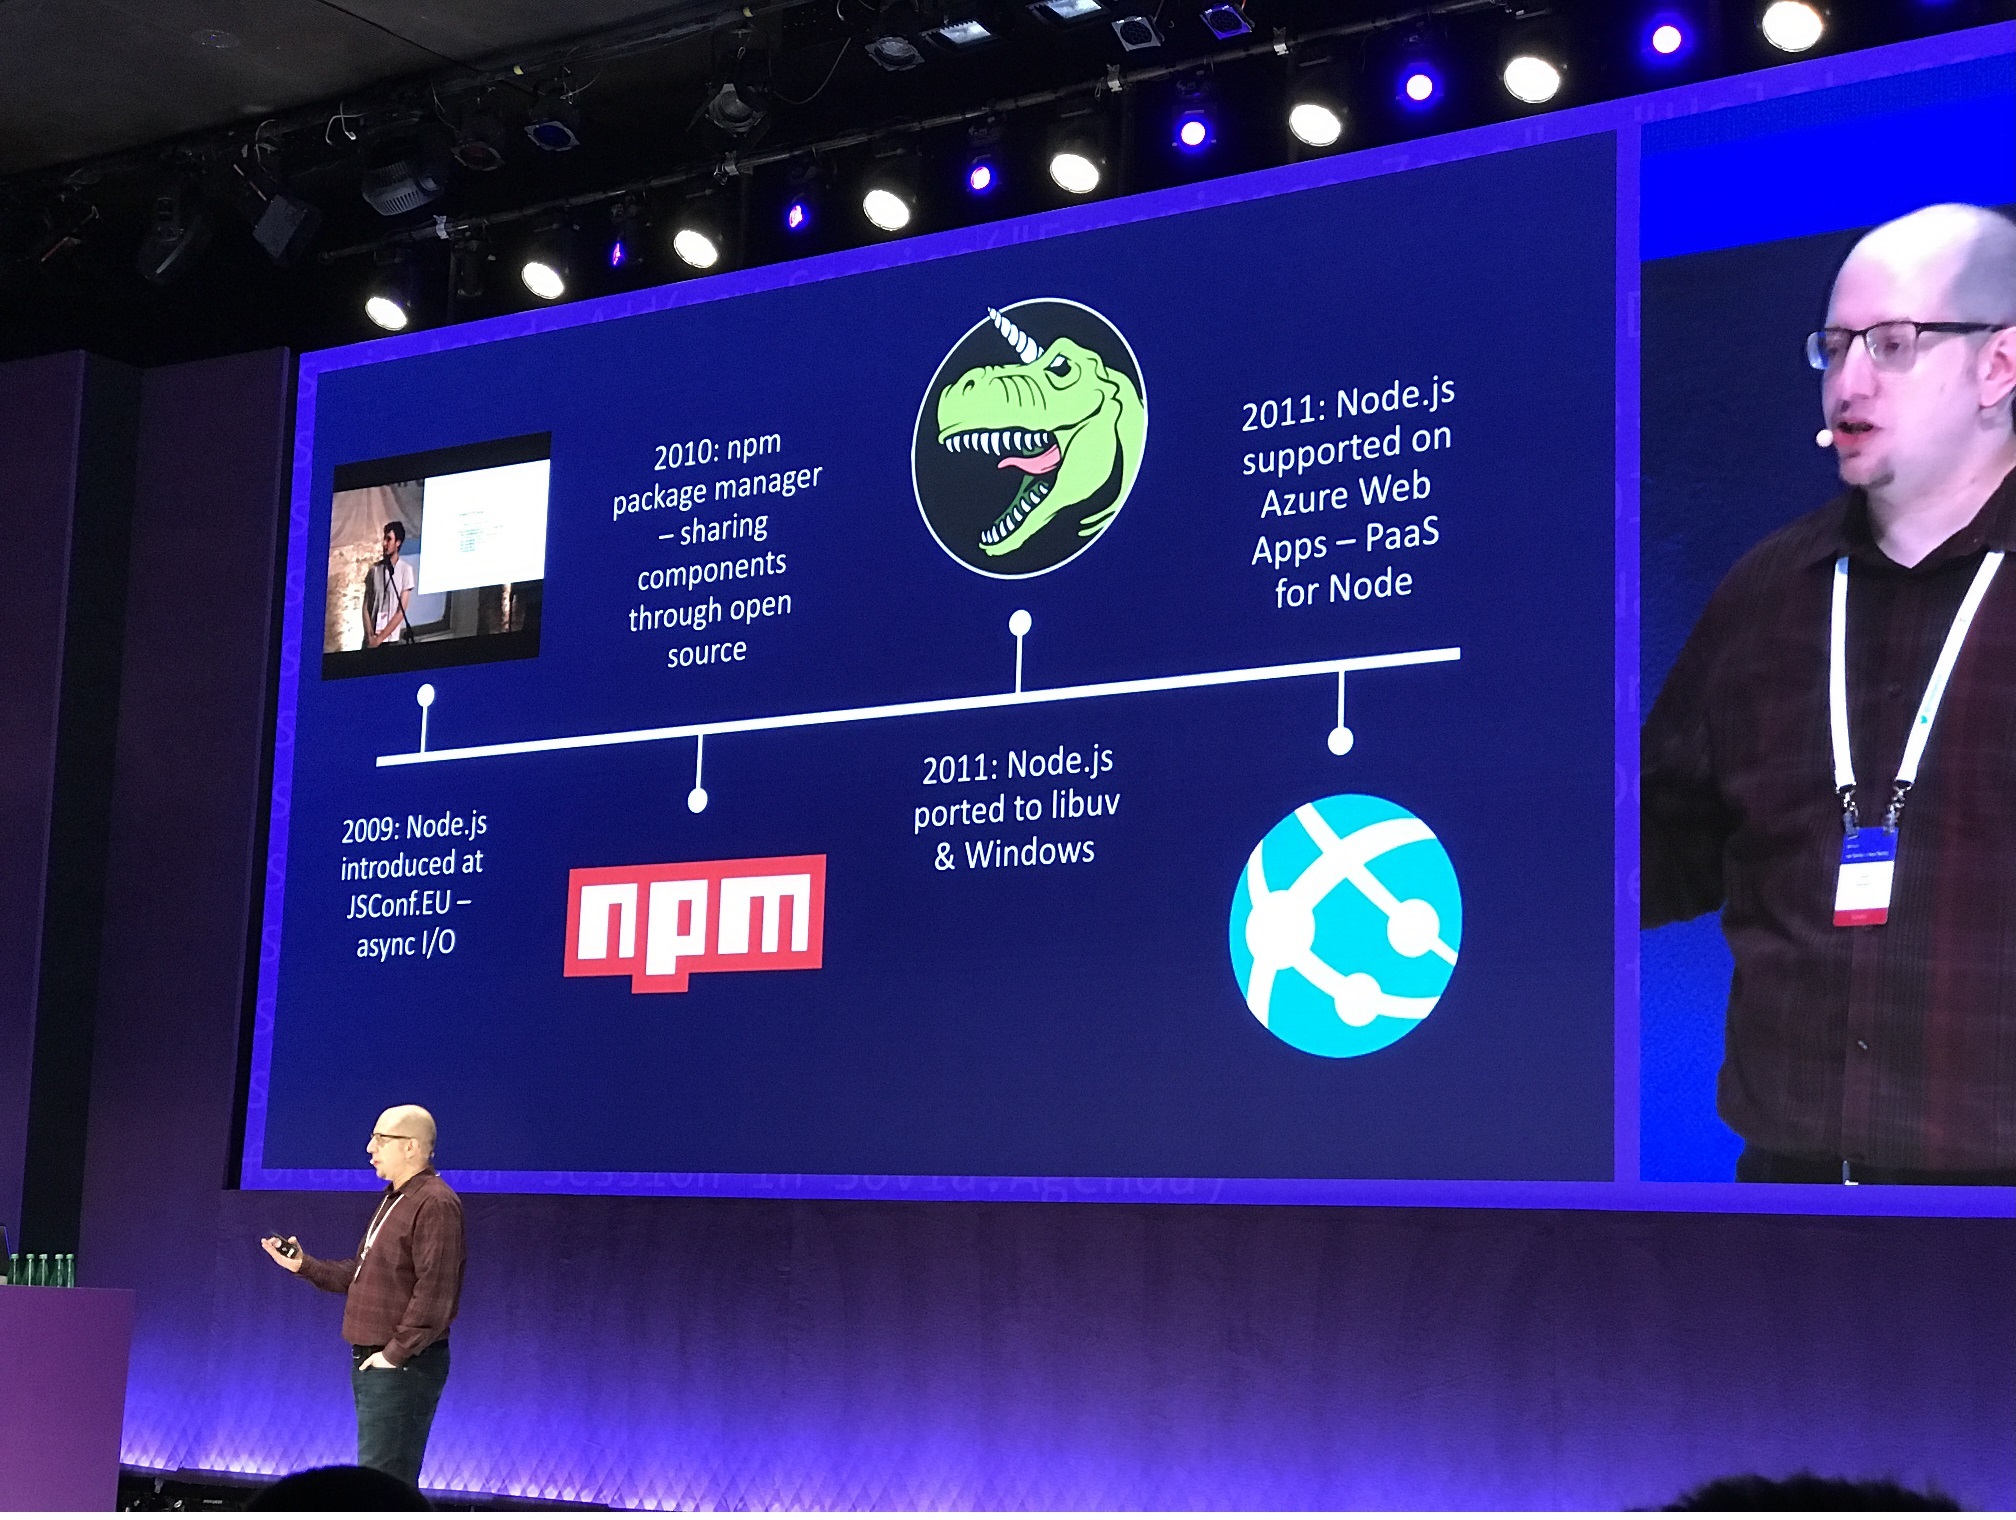 2009: Node.js
introduced at
JSConf.EU –
async I/O
2010: npm
package manager
– sharing
components
through open
source
npm
2011: Node.js
ported to libuv
& Windows
2011: Node.js
supported on
Azure Web
Apps – PaaS
for Node